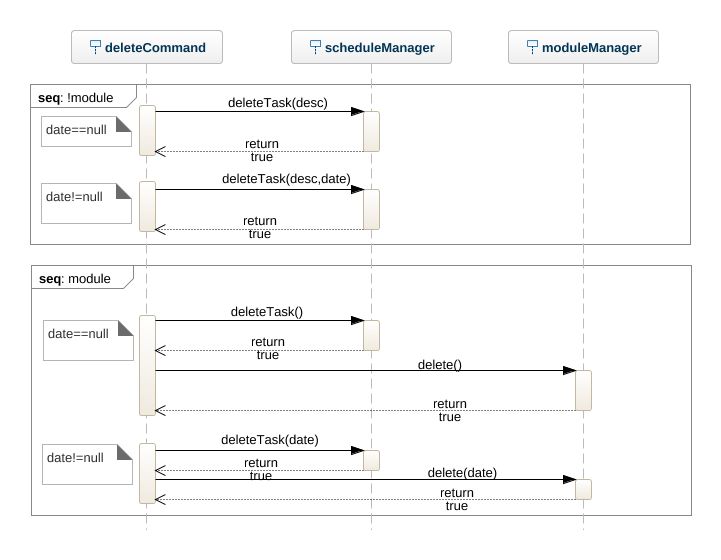 deleteCommand
scheduleManager
moduleManager
seq: !module
deleteTask(desc)
date==null
return
true
deleteTask(desc,date)
date!=null
return
true
seq: module
deleteTask()
date==null
return
true
delete()
return
true
deleteTask(date)
date!=null
return
true
delete(date)
return
true